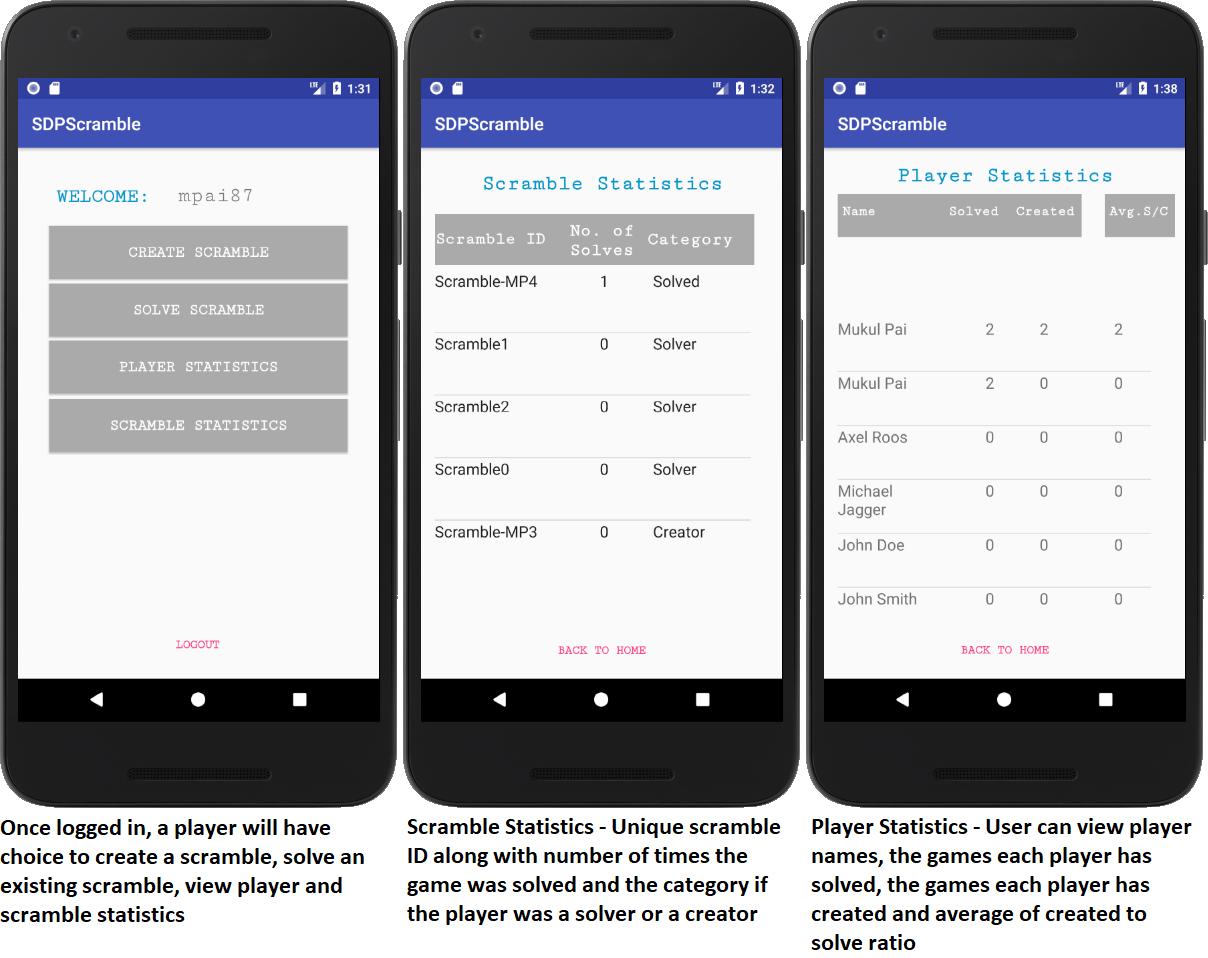 1:31
SDPScramble
WELCOME: mpai87
CREATE SCRAMBLE
SOLVE SCRAMBLE
PLAYER STATISTICS
SCRAMBLE STATISTICS
LOGOUT
Once logged in, a player will have
choice to create a scramble, solve an
existing scramble, view player and
scramble statistics
LTE 1:32
SDPScramble
Scramble Statistics
Scramble ID No. of Solves Category
Scramble-MP4 1 Solved
Scramble1 0 Solver
Scramble2 0 Solver
Scramble0 0 Solver
Scramble-MP3 0 Creator
BACK TO HOME
Scramble Statistics - Unique scramble
ID along with number of times the
game was solved and the category if
the player was a solver or a creator
LTE 1:38
SDPScramble
Player Statistics
Name Solved Created Avg.S/C
Mukul Pai 2 2 2
Mukul Pai 2 0 0
Axel Roos 0 0 0
Michael 0 0 0
Jagger
John Doe 0 0 0
John Smith 0 0 0
BACK TO HOME
Player Statistics - User can view player
names, the games each player has
solved, the games each player has
created and average of created to
solve ratio